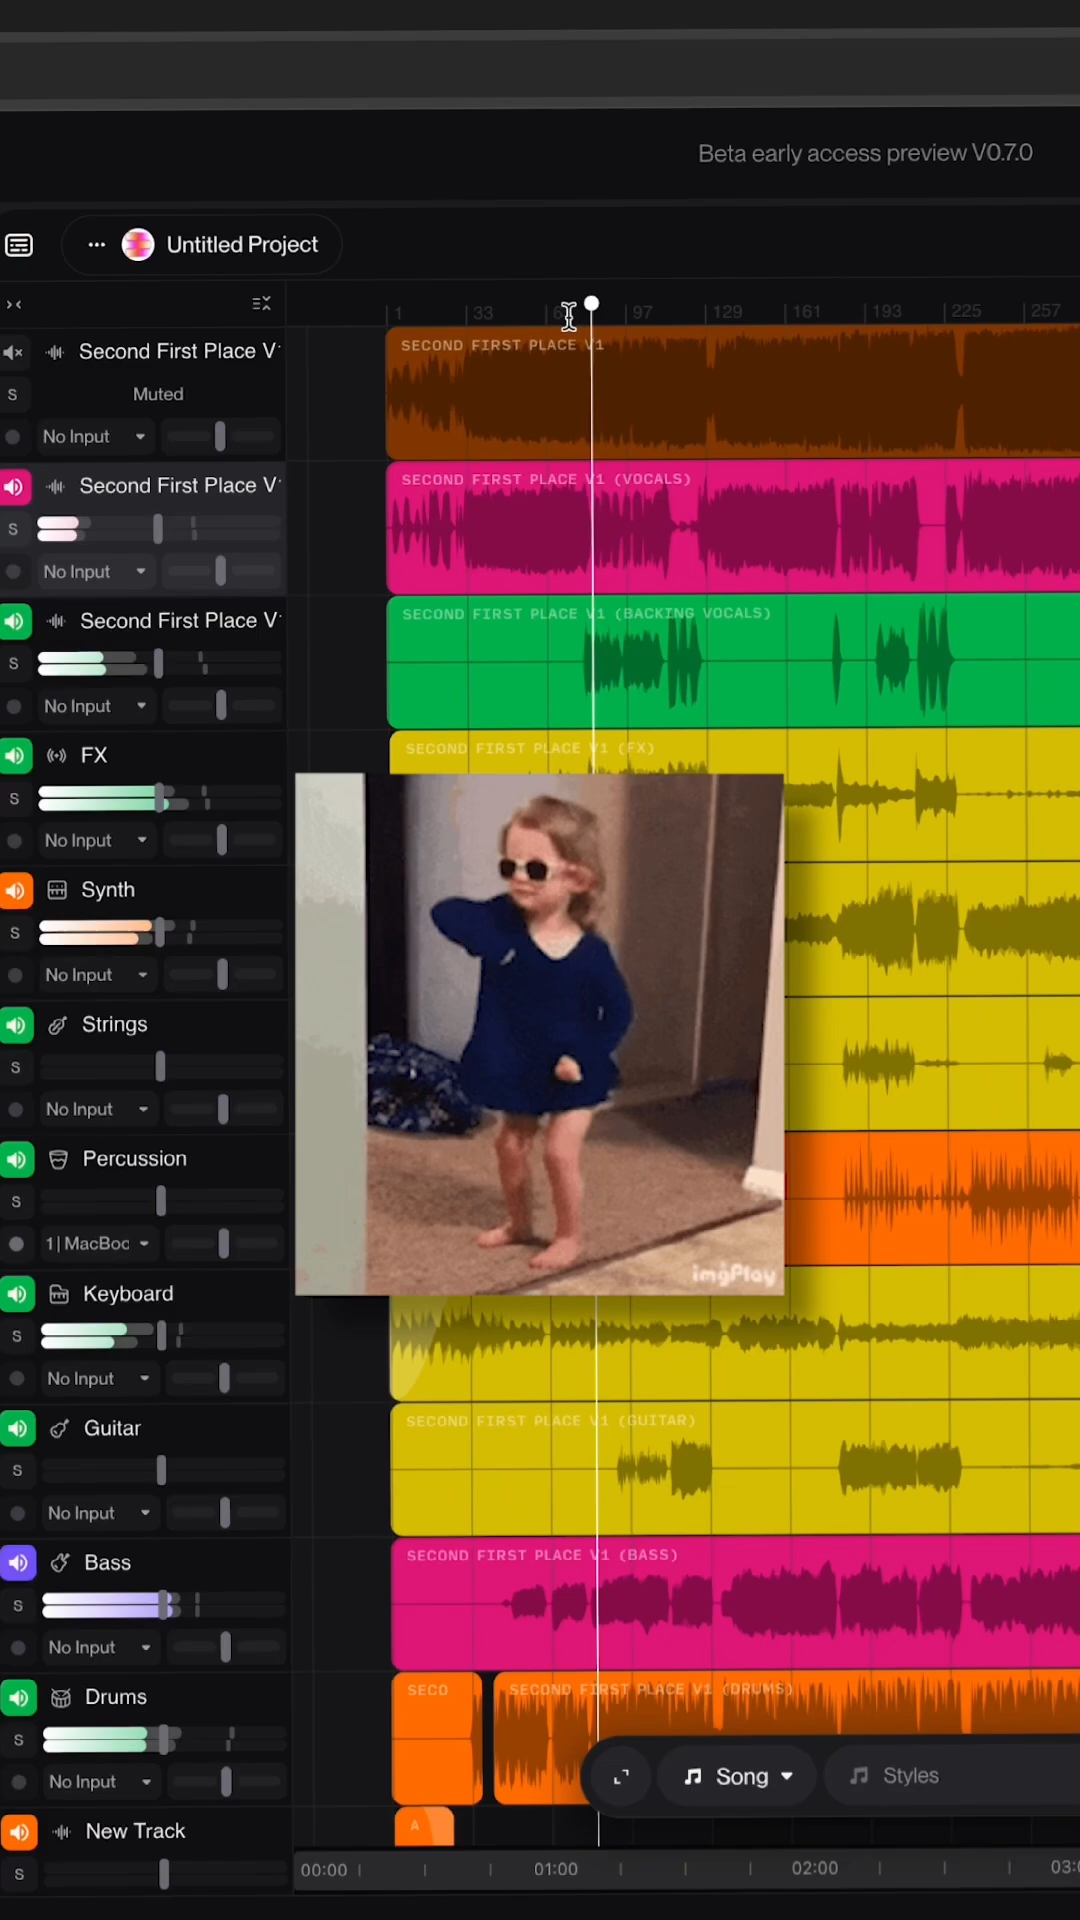 Beta early access preview V0.7.0
Untitled Project
1 33 97 129 161 193 225 257
Second First Place V
SECOND FIRST PLACE V1
S
Muted
No Input
Second First Place V
SECOND FIRST PLACE V1 (VOCALS)
S
No Input
Second First Place V
SECOND FIRST PLACE V1 (BACKING VOCALS)
S
No Input
FX
SECOND FIRST PLACE V1 (FX)
S
No Input
Synth
S
No Input
Strings
S
No Input
Percussion
S
1| MacBoo
Keyboard
S
No Input
Guitar
SECOND FIRST PLACE V1 (GUITAR)
S
No Input
Bass
SECOND FIRST PLACE V1 (BASS)
S
No Input
Drums
SECO
SECOND FIRST PLACE V1 (DRUMS)
S
No Input
Song
Styles
New Track
A
S
00:00 01:00 02:00 03:
imgPlay